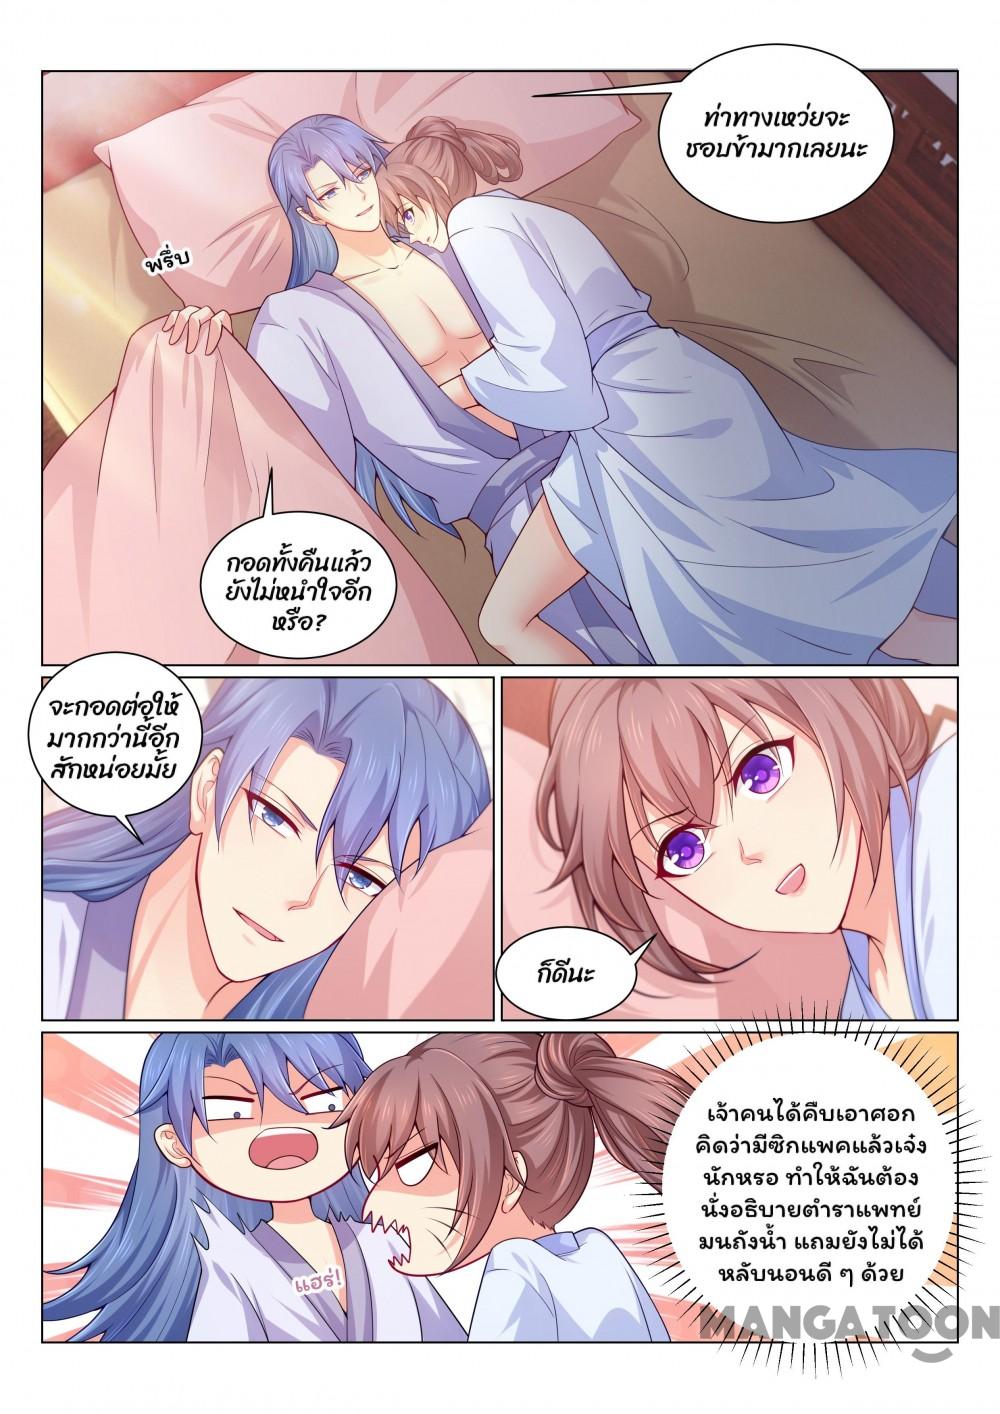 ท่าทางเหว่ยจะ
ชอบข้ามากเลยนะ
พรึ่บ
กอดทั้งคืนแล้ว
ยังไม่หนำใจอีก
หรือ?
จะกอดต่อให้
มากกว่านี้อีก
สักหน่อยมั้ย
ก็ดีนะ
เจ้าคนได้คืบเอาศอก
คิดว่ามีซิกแพคแล้วเจ๋ง
นักหรอ ทำให้ฉันต้อง
นั่งอธิบายตำราแพทย์
มนถังน้ำ แถมยังไม่ได้
หลับนอนดี ๆ ด้วย
แฮร่!
MANGATOON